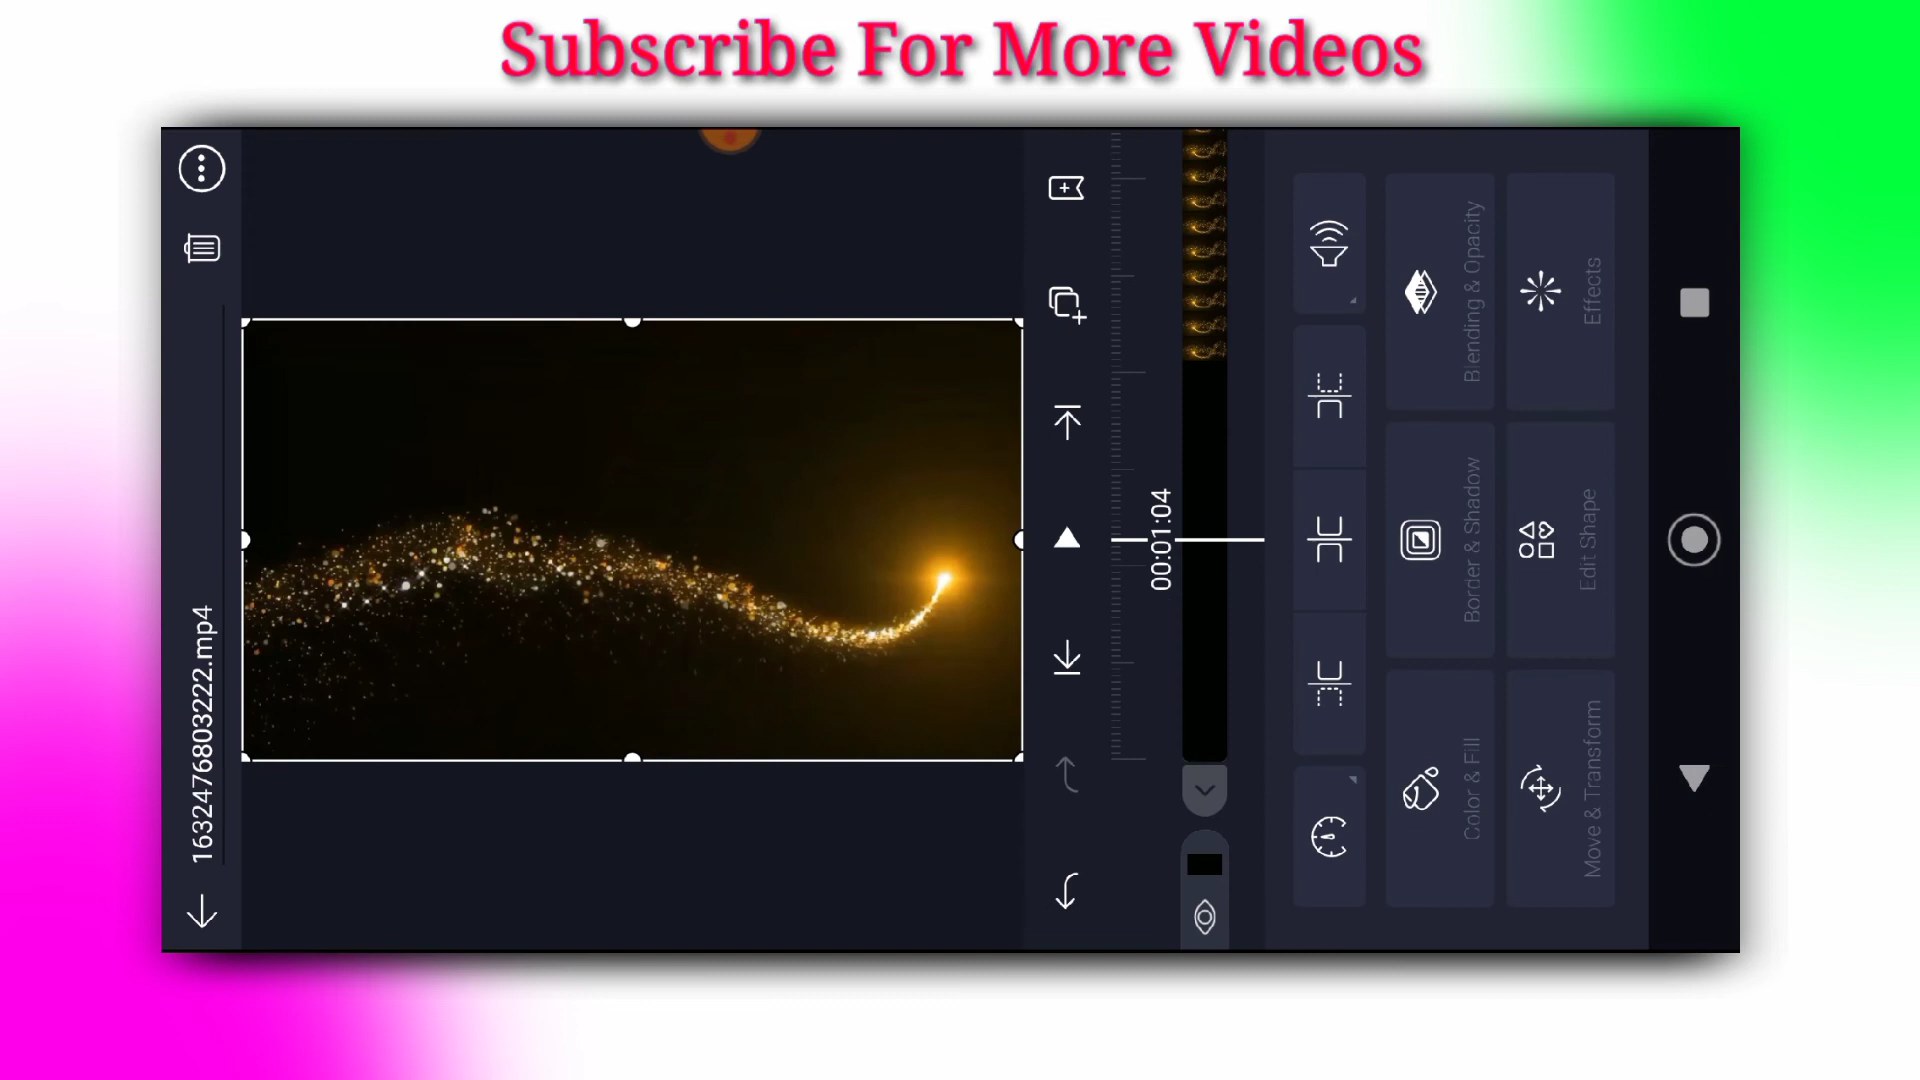 Subscribe For More Videos
1632476803222.mp4
00:01:04
Blending & Opacity
Border & Shadow
Color & Fill
Effects
Edit Shape
Move & Transform